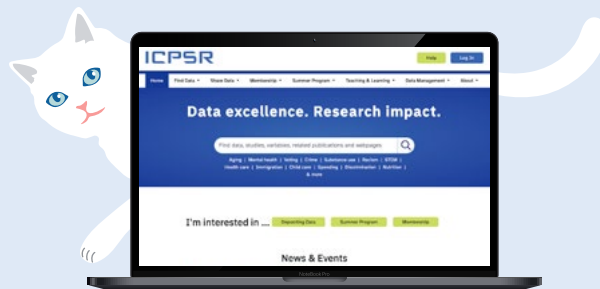 ICPSR
Help
Log In
Home
Find Data
Share Data
Membership
Summer Program
Teaching & Learning
Data Management
About
Data excellence. Research impact.
Find data, studies, variables, related publications and webpages
Aging | Mental health | Voting | Crime | Substance use | Racism | STEM |
Health care | Immigration | Child care | Spending | Discrimination | Nutrition |
& more
I'm interested in ...
Depositing Data
Summer Program
Membership
News & Events
NoteBook Pro